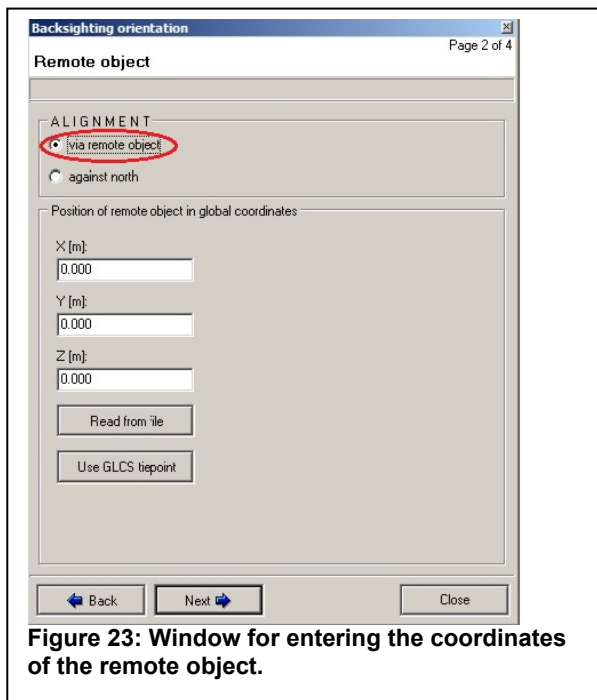 Backsighting orientation
Page 2 of 4
Remote object
ALIGNMENT
via remote object
against north
Position of remote object in global coordinates
X [m]:
0.000
Y [m]:
0.000
Z [m]:
0.000
Read from file
Use GLCS tiepoint
Back Next Close
Figure 23: Window for entering the coordinates
of the remote object.